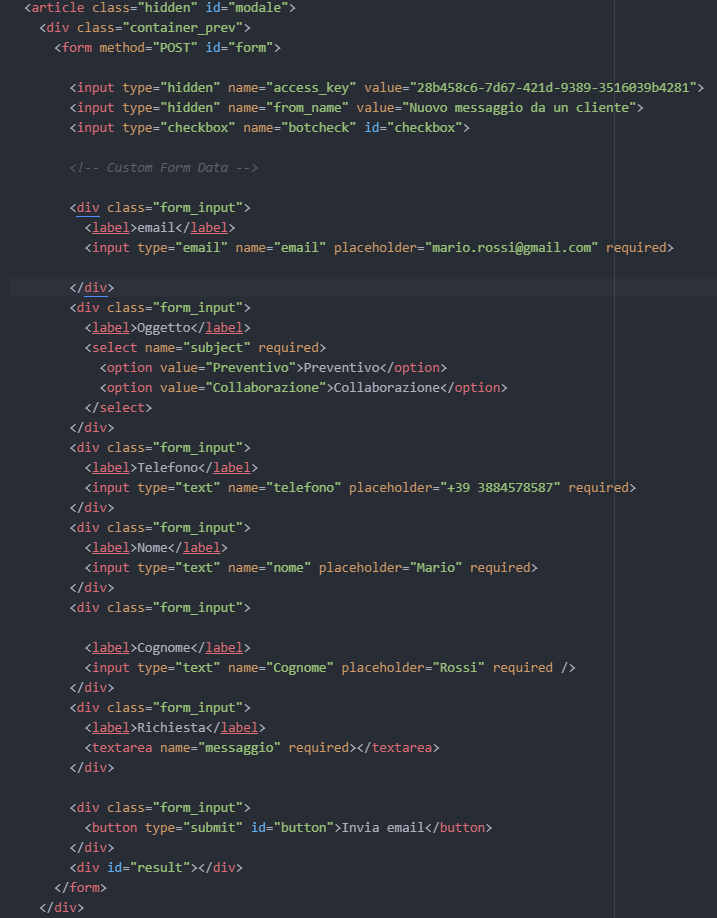 <article class="hidden" id="modale">
<div class="container_prev">
<form method="POST" id="form">
<input type="hidden" name="access_key" value="28b458c6-7d67-421d-9389-3516039b4281">
<input type="hidden" name="from_name" value="Nuovo messaggio da un cliente">
<input type="checkbox" name="botcheck" id="checkbox">
<!-- Custom Form Data -->
<div class="form_input">
<label>email</label>
<input type="email" name="email" placeholder="mario.rossi@gmail.com" required>
</div>
<div class="form_input">
<label>Oggetto</label>
<select name="subject" required>
<option value="Preventivo">Preventivo</option>
<option value="Collaborazione">Collaborazione</option>
</select>
</div>
<div class="form_input">
<label>Telefono</label>
<input type="text" name="telefono" placeholder="+39 3884578587" required>
</div>
<div class="form_input">
<label>Nome</label>
<input type="text" name="nome" placeholder="Mario" required>
</div>
<div class="form_input">
<label>Cognome</label>
<input type="text" name="Cognome" placeholder="Rossi" required />
</div>
<div class="form_input">
<label>Richiesta</label>
<textarea name="messaggio" required></textarea>
</div>
<div class="form_input">
<button type="submit" id="button">Invia email</button>
</div>
<div id="result"></div>
</form>
</div>